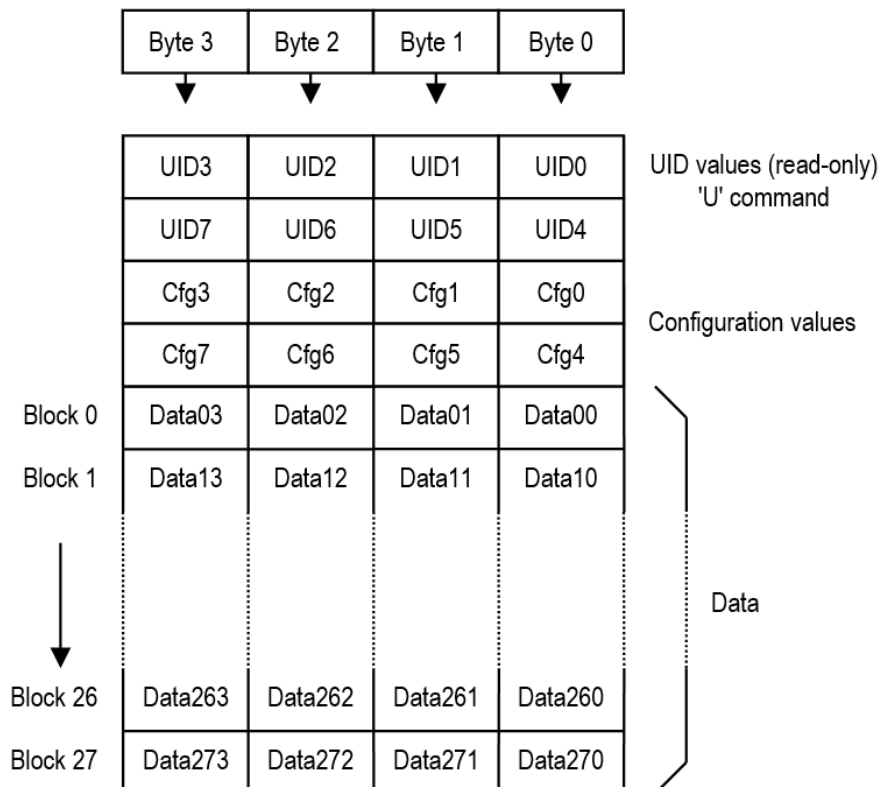 Byte 3 Byte 2 Byte 1 Byte 0
UID3 UID2 UID1 UID0 UID values (read-only)
'U' command
UID7 UID6 UID5 UID4
Cfg3 Cfg2 Cfg1 Cfg0
Configuration values
Cfg7 Cfg6 Cfg5 Cfg4
Block 0 Data03 Data02 Data01 Data00
Block 1 Data13 Data12 Data11 Data10
Data
Block 26 Data263 Data262 Data261 Data260
Block 27 Data273 Data272 Data271 Data270